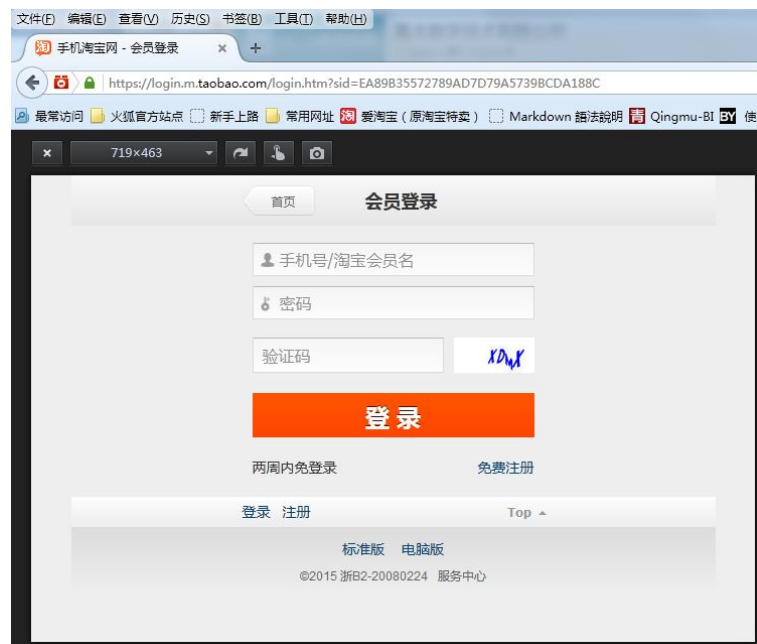 文件(F) 编辑(E) 查看(V) 历史(S) 书签(B) 工具(T) 帮助(H)
手机淘宝网 - 会员登录 × +
https://login.m.taobao.com/login.htm?sid=EA89B35572789AD7D79A5739BCDA188C
最常访问 火狐官方站点 新手上路 常用网址 爱淘宝（原淘宝特卖） Markdown 語法說明 青 Qingmu-BI BY 使
× 719×463
首页 会员登录
手机号/淘宝会员名
密码
验证码
登 录
两周内免登录 免费注册
登录 注册 Top
标准版 电脑版
©2015 浙B2-20080224 服务中心